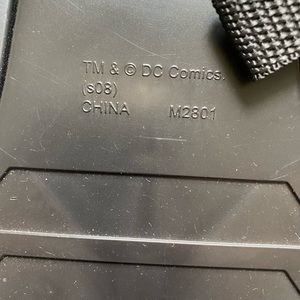 TM & © DC Comics.
(s08)
CHINA M2801